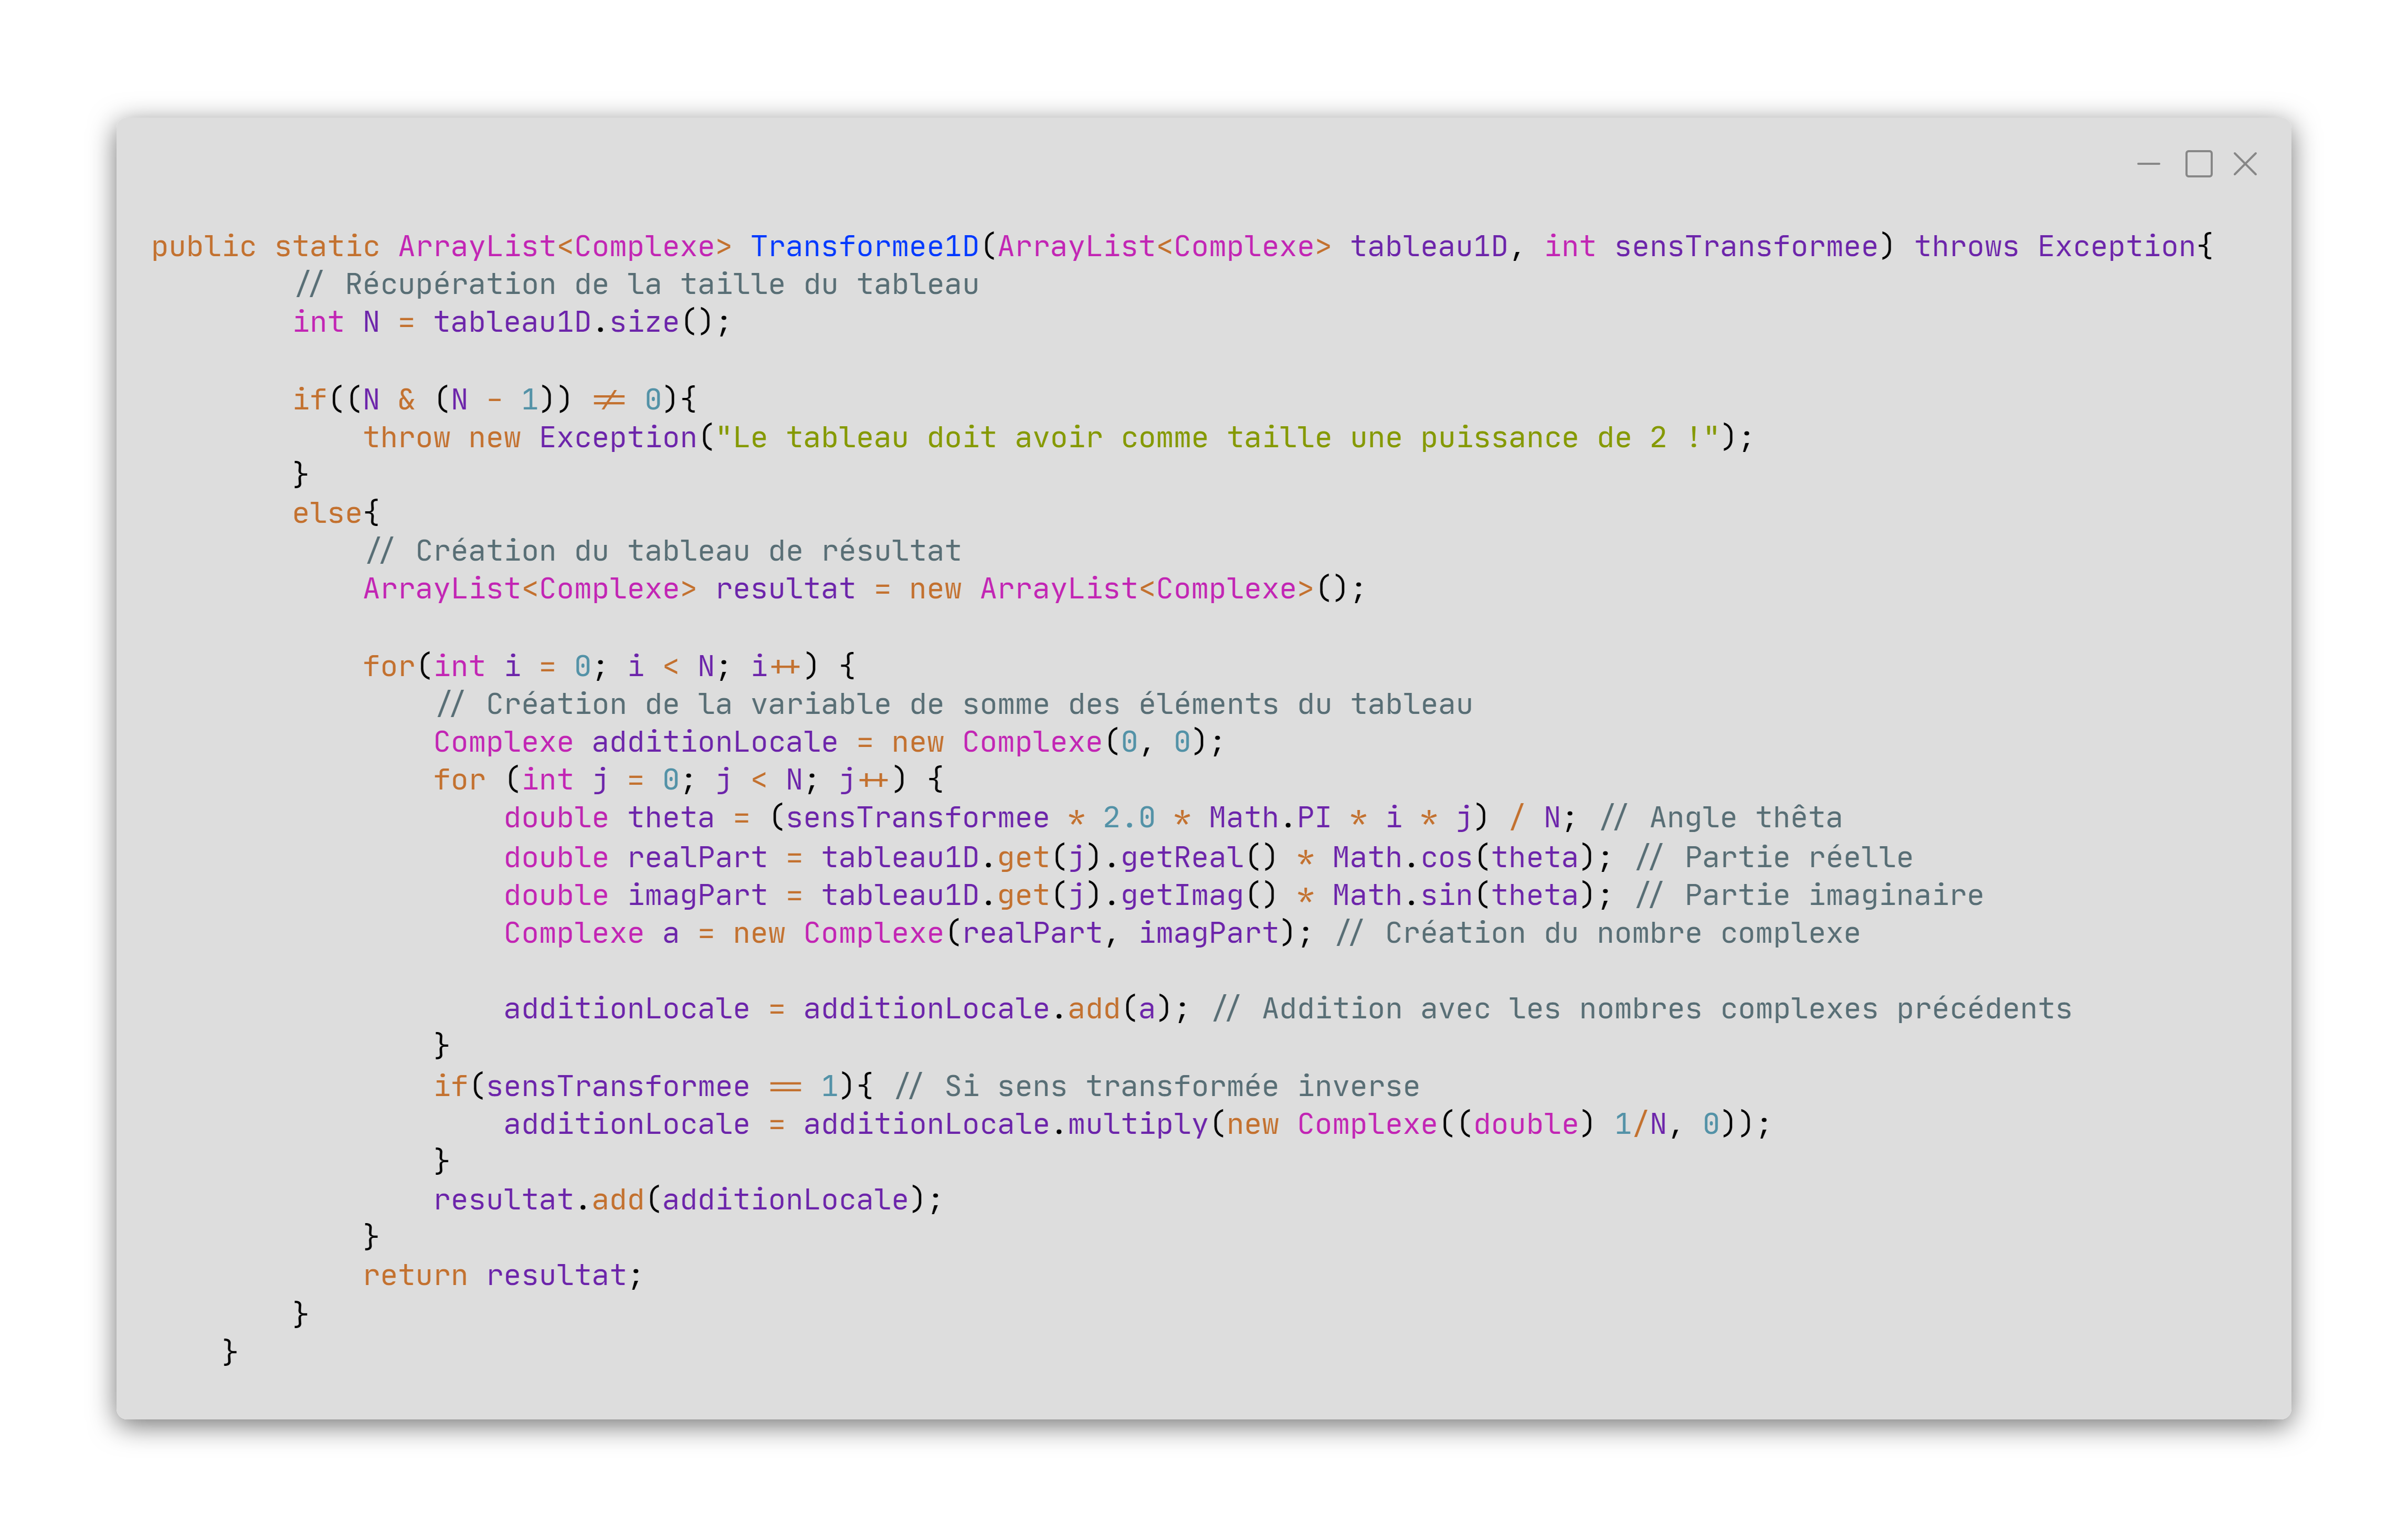 public static ArrayList<Complexe> Transformee1D(ArrayList<Complexe> tableau1D, int sensTransformee) throws Exception{
// Récupération de la taille du tableau
int N = tableau1D.size();
if((N & (N - 1)) != 0){
throw new Exception("Le tableau doit avoir comme taille une puissance de 2 !");
}
else{
// Création du tableau de résultat
ArrayList<Complexe> resultat = new ArrayList<Complexe>();
for(int i = 0; i < N; i++) {
// Création de la variable de somme des éléments du tableau
Complexe additionLocale = new Complexe(0, 0);
for (int j = 0; j < N; j++) {
double theta = (sensTransformee * 2.0 * Math.PI * i * j) / N; // Angle thêta
double realPart = tableau1D.get(j).getReal() * Math.cos(theta); // Partie réelle
double imagPart = tableau1D.get(j).getImag() * Math.sin(theta); // Partie imaginaire
Complexe a = new Complexe(realPart, imagPart); // Création du nombre complexe
additionLocale = additionLocale.add(a); // Addition avec les nombres complexes précédents
}
if(sensTransformee == 1){ // Si sens transformée inverse
additionLocale = additionLocale.multiply(new Complexe((double) 1/N, 0));
}
resultat.add(additionLocale);
}
return resultat;
}
}